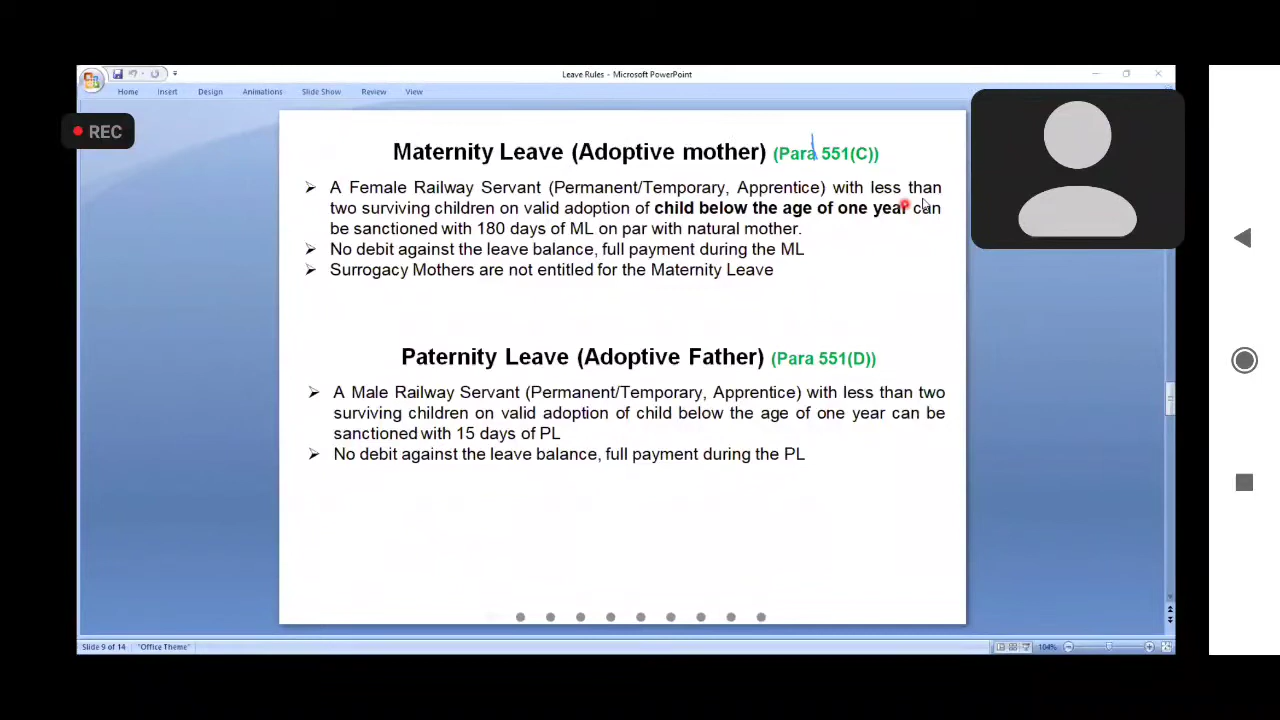 Leave Rules - Microsoft PowerPoint
Home Insert Design Animations Slide Show Review View
REC
Maternity Leave (Adoptive mother) (Para 551(C))
➢ A Female Railway Servant (Permanent/Temporary, Apprentice) with less than
two surviving children on valid adoption of child below the age of one year can
be sanctioned with 180 days of ML on par with natural mother.
➢ No debit against the leave balance, full payment during the ML
➢ Surrogacy Mothers are not entitled for the Maternity Leave
Paternity Leave (Adoptive Father) (Para 551(D))
➢ A Male Railway Servant (Permanent/Temporary, Apprentice) with less than two
surviving children on valid adoption of child below the age of one year can be
sanctioned with 15 days of PL
➢ No debit against the leave balance, full payment during the PL
Slide 9 of 14 "Office Theme" 104%